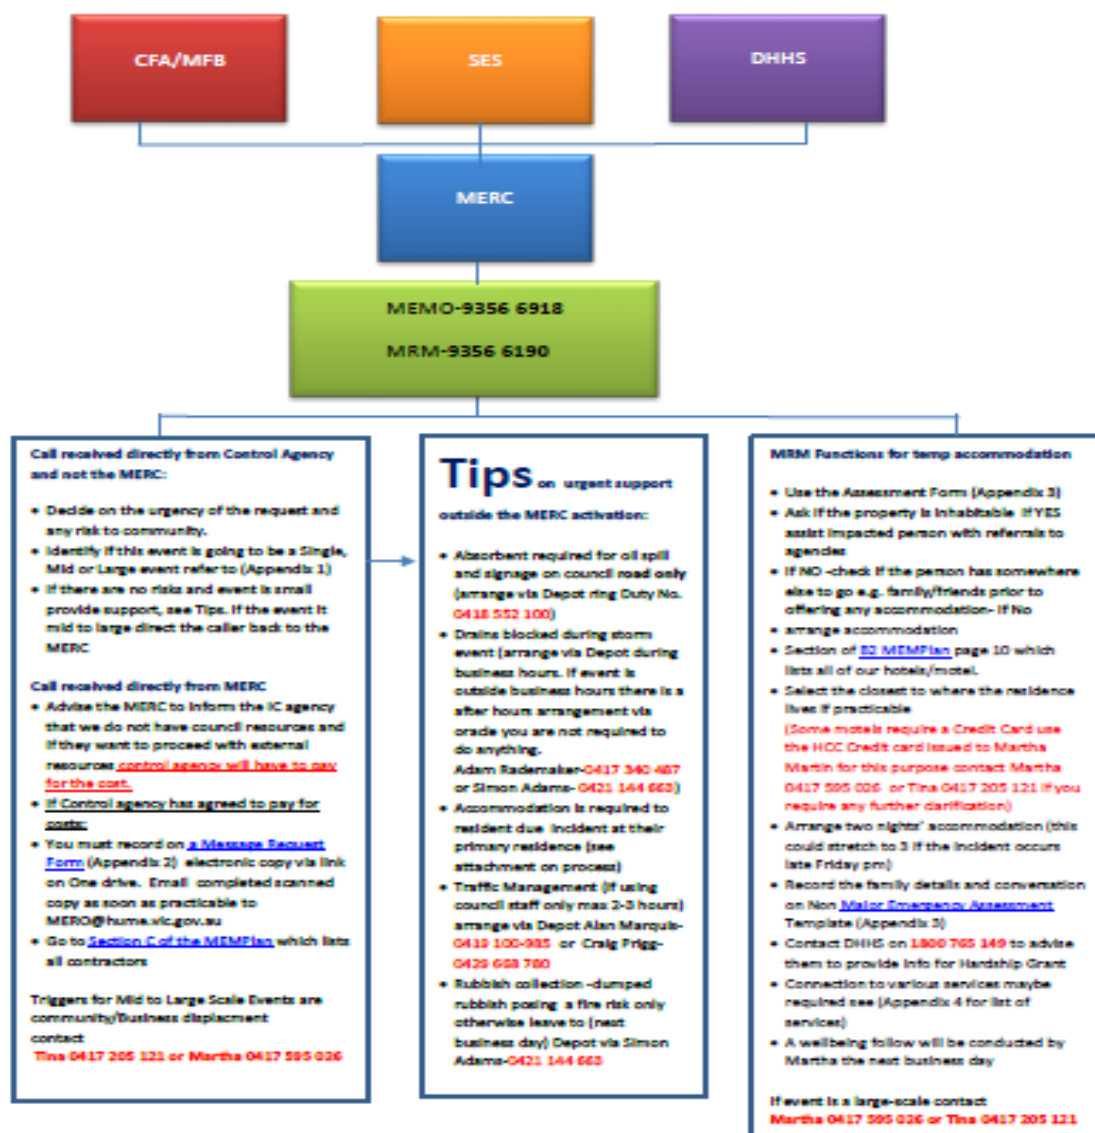 CFA/MFB
SES
DHHS
MERC
MEMO-9356 6918
MRM-9356 6190
Call received directly from Control Agency
and not the MERC:
• Decide on the urgency of the request and
any risk to community.
• Identify if this event is going to be a Single,
Mid or Large event refer to (Appendix 1)
• If there are no risks and event is small
provide support, see Tips. If the event it
mid to large direct the caller back to the
MERC
Call received directly from MERC
• Advise the MERC to inform the IC agency
that we do not have council resources and
if they want to proceed with external
resources control agency will have to pay
for the cost.
• If Control agency has agreed to pay for
costs:
• You must record on a Message Request
Form (Appendix 2) electronic copy via link
on One drive. Email completed scanned
copy as soon as practicable to
MERO@hume.vic.gov.au
• Go to Section C of the MEMPlan which lists
all contractors
Triggers for Mid to Large Scale Events are
community/Business displacment
contact
Tina 0417 205 121 or Martha 0417 595 026
Tips on urgent support
outside the MERC activation:
• Absorbent required for oil spill
and signage on council road only
(arrange via Depot ring Duty No.
0418 552 100)
• Drains blocked during storm
event (arrange via Depot during
business hours. If event is
outside business hours there is a
after hours arrangement via
oracle you are not required to
do anything.
Adam Rademaker-0417 340 487
or Simon Adams- 0421 144 663)
• Accommodation is required to
resident due incident at their
primary residence (see
attachment on process)
• Traffic Management (if using
council staff only max 2-3 hours)
arrange via Depot Alan Marquis-
0419 100-985 or Craig Prigg-
0429 668 780
• Rubbish collection -dumped
rubbish posing a fire risk only
otherwise leave to (next
business day) Depot via Simon
Adams-0421 144 663
MRM Functions for temp accommodation
• Use the Assessment Form (Appendix 3)
• Ask if the property is inhabitable if YES
assist impacted person with referrals to
agencies
• If NO -check if the person has somewhere
else to go e.g. family/friends prior to
offering any accommodation- if No
• arrange accommodation
• Section of B2 MEMPlan page 10 which
lists all of our hotels/motel.
• Select the closest to where the residence
lives if practicable
(Some motels require a Credit Card use
the HCC Credit card issued to Martha
Martin for this purpose contact Martha
0417 595 026 or Tina 0417 205 121 if you
require any further clarification)
• Arrange two nights' accommodation (this
could stretch to 3 if the incident occurs
late Friday pm)
• Record the family details and conversation
on Non Major Emergency Assessment
Template (Appendix 3)
• Contact DHHS on 1800 765 149 to advise
them to provide info for Hardship Grant
• Connection to various services maybe
required see (Appendix 4 for list of
services)
• A wellbeing follow will be conducted by
Martha the next business day
If event is a large-scale contact
Martha 0417 595 026 or Tina 0417 205 121